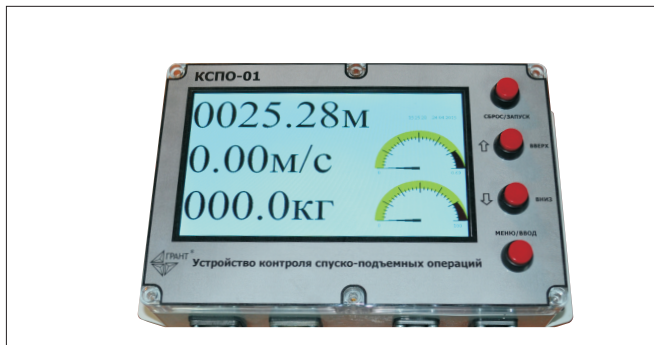 КСПО-01
0025.28м
СБРОС/ЗАПУСК
ВВЕРХ
0.00м/с
ВНИЗ
000.0кг
МЕНЮ/ВВОД
ГРАНТ®
Устройство контроля спуско-подъемных операций